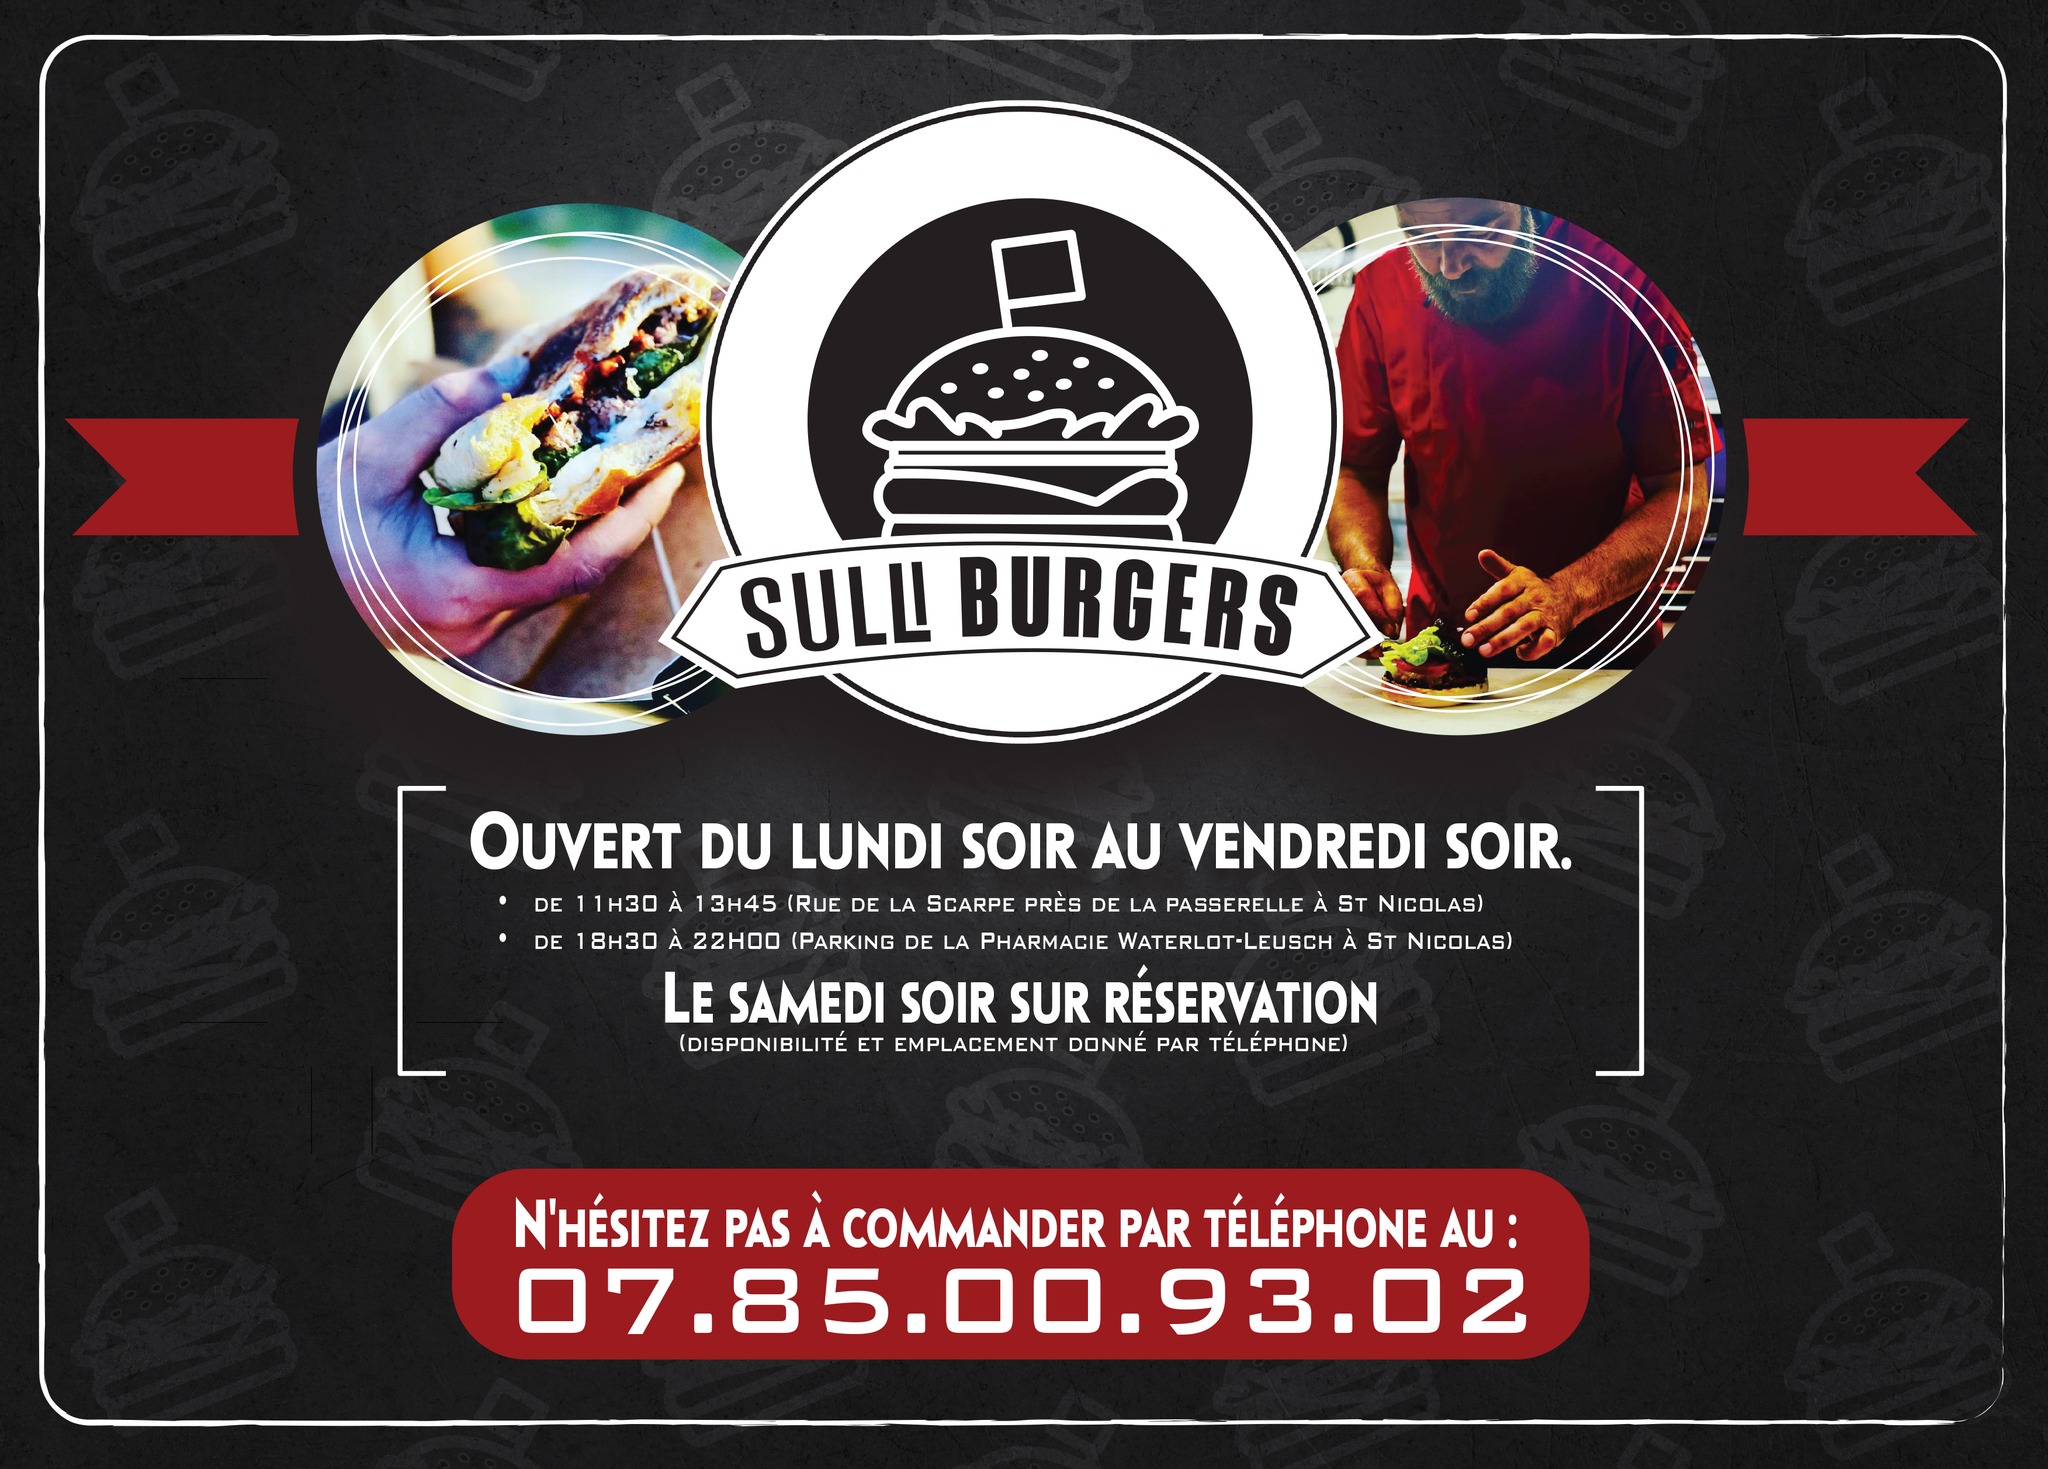 SULLI BURGERS
OUVERT DU LUNDI SOIR AU VENDREDI SOIR.
• DE 11H30 À 13H45 (RUE DE LA SCARPE PRÈS DE LA PASSERELLE À ST NICOLAS)
• DE 18H30 À 22H00 (PARKING DE LA PHARMACIE WATERLOT-LEUSCH À ST NICOLAS)
LE SAMEDI SOIR SUR RÉSERVATION
(DISPONIBILITÉ ET EMPLACEMENT DONNÉ PAR TÉLÉPHONE)
N'HÉSITEZ PAS À COMMANDER PAR TÉLÉPHONE AU :
07.85.00.93.02